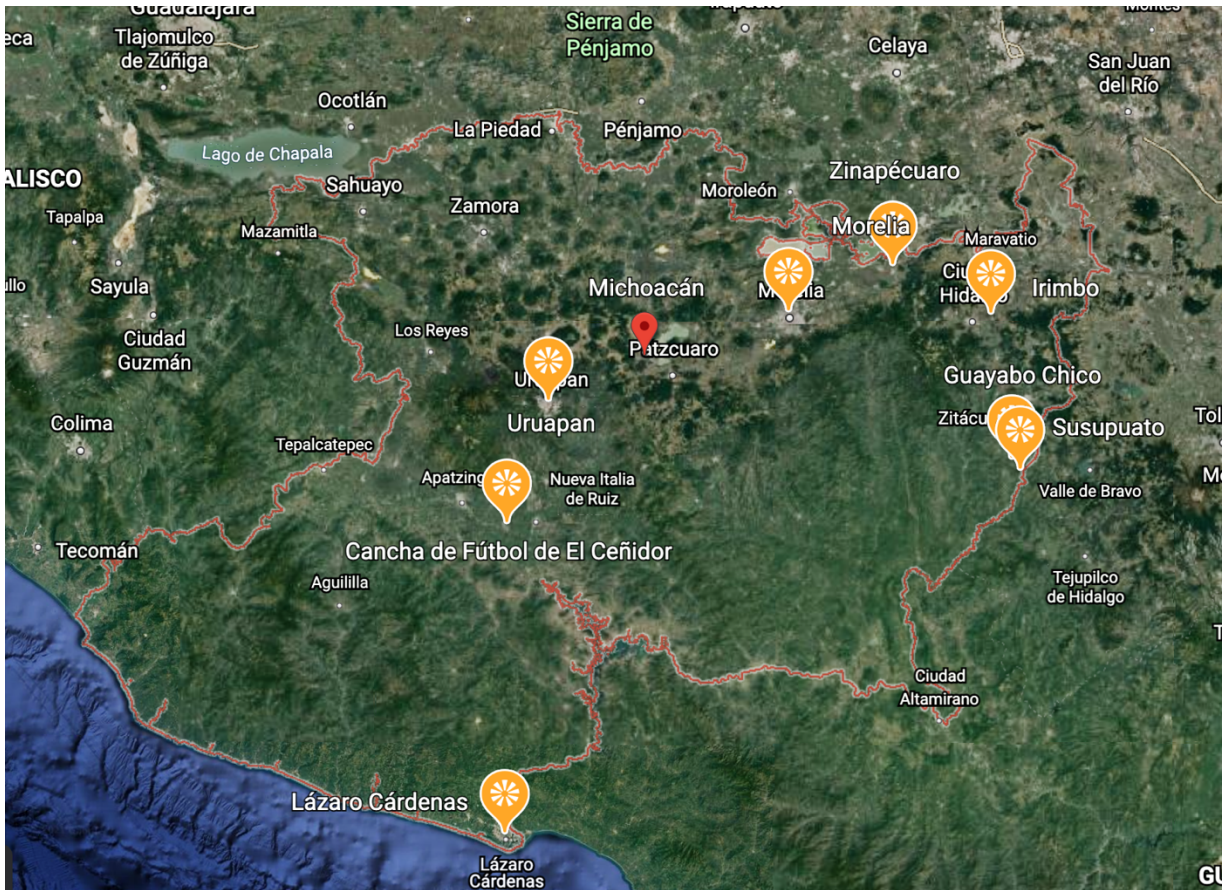 Guadalajara
Tlajomulco
de Zúñiga
Sierra de
Pénjamo
Celaya
San Juan
del Río
Ocotlán
La Piedad
Pénjamo
Lago de Chapala
ALISCO
Sahuayo
Moroleón
Zinapécuaro
Tapalpa
Zamora
Mazamitla
Morelia
Maravatio
Sayula
Michoacán
Irimbo
Ciudad
Guzmán
Los Reyes
Pátzcuaro
Guayabo Chico
Colima
Uruapan
Susupuato
Tepalcatepec
Nueva Italia
de Ruiz
Valle de Bravo
Tecomán
Cancha de Fútbol de El Ceñidor
Aguililla
Tejupilco
de Hidalgo
Ciudad
Altamirano
Lázaro Cárdenas
Lázaro
Cárdenas